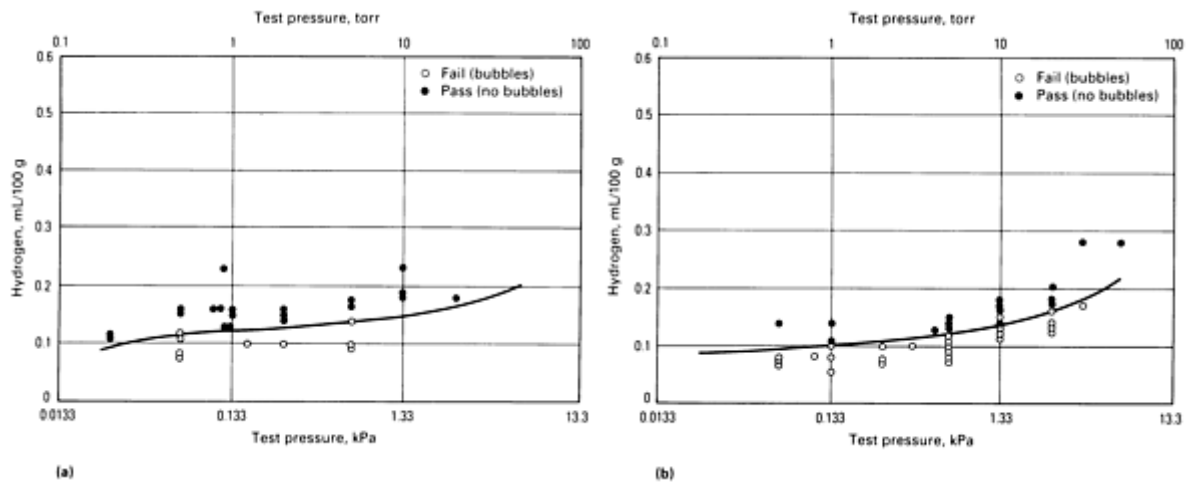 Test pressure, torr
0.1 1 10 100
0.6
○ Fail (bubbles)
● Pass (no bubbles)
0.5
0.4
0.3
0.2
0.1
0
Hydrogen, mL/100 g
0.0133 0.133 1.33 13.3
Test pressure, kPa
(a)
Test pressure, torr
0.1 1 10 100
0.6
○ Fail (bubbles)
● Pass (no bubbles)
0.5
0.4
0.3
0.2
0.1
0
Hydrogen, mL/100 g
0.0133 0.133 1.33 13.3
Test pressure, kPa
(b)